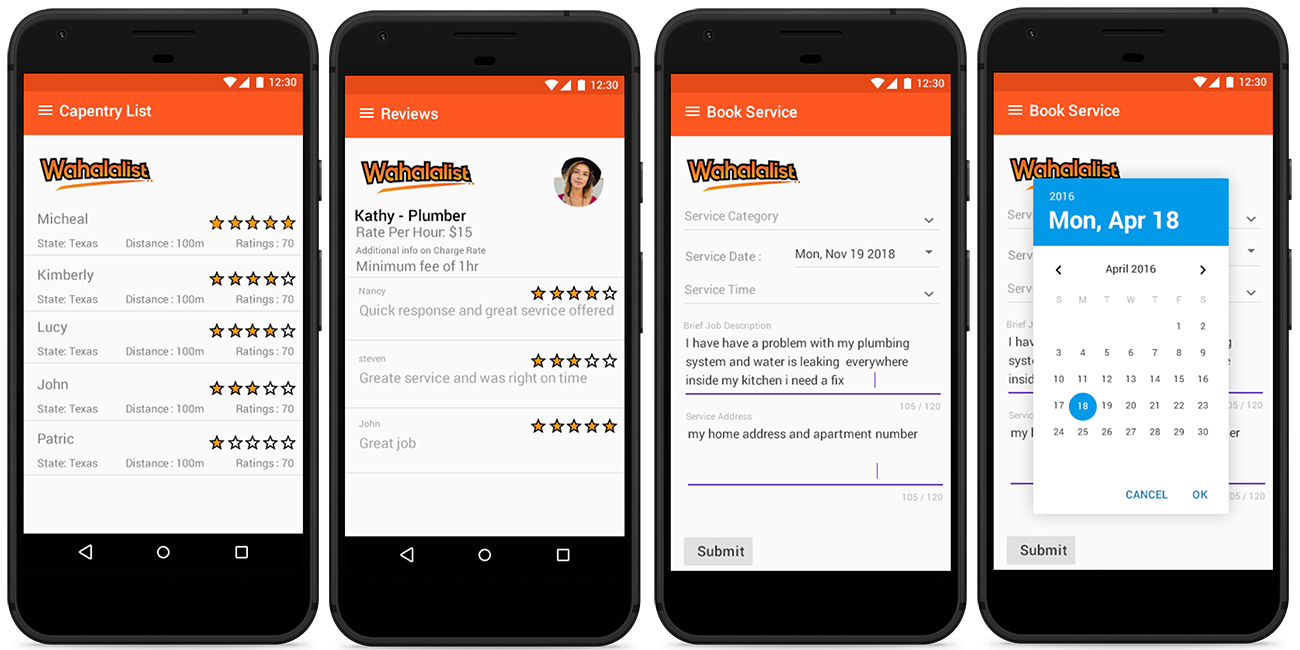 12:30
Capentry List
Wahalalist
Micheal
State: Texas Distance : 100m Ratings : 70
Kimberly
State: Texas Distance : 100m Ratings : 70
Lucy
State: Texas Distance : 100m Ratings : 70
John
State: Texas Distance : 100m Ratings : 70
Patric
State: Texas Distance : 100m Ratings : 70
12:30
Reviews
Wahalalist
Kathy - Plumber
Rate Per Hour: $15
Additional info on Charge Rate
Minimum fee of 1hr
Nancy
Quick response and great sevrice offered
steven
Greate service and was right on time
John
Great job
12:30
Book Service
Wahalalist
Service Category
Service Date : Mon, Nov 19 2018
Service Time
Brief Job Description
I have have a problem with my plumbing
system and water is leaking everywhere
inside my kitchen i need a fix
105 / 120
Service Address
my home address and apartment number
105 / 120
Submit
12:30
Book Service
Wahalalist
2016
Mon, Apr 18
April 2016
S M T W T F S
1 2
3 4 5 6 7 8 9
10 11 12 13 14 15 16
17 18 19 20 21 22 23
24 25 26 27 28 29 30
CANCEL OK
Serv
Se
Serv
Brief J
I ha
syst
insid
05 / 120
Servic
my h
er
05 / 120
Submit